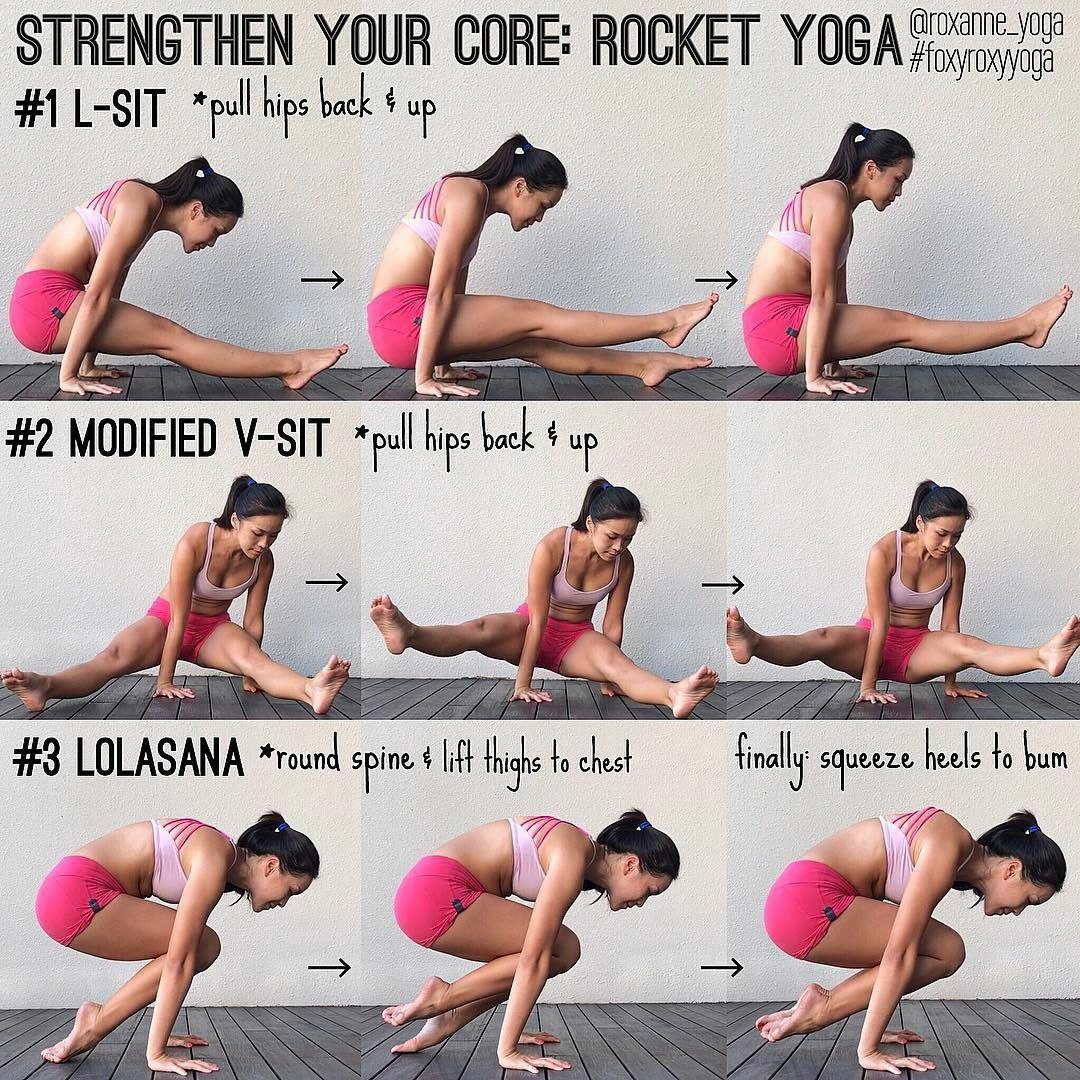 STRENGTHEN YOUR CORE: ROCKET YOGA
@roxanne_yoga
#foxyroxyyoga
#1 L-SIT *pull hips back & up
#2 MODIFIED V-SIT *pull hips back & up
#3 LOLASANA *round spine & lift thighs to chest
finally: squeeze heels to bum